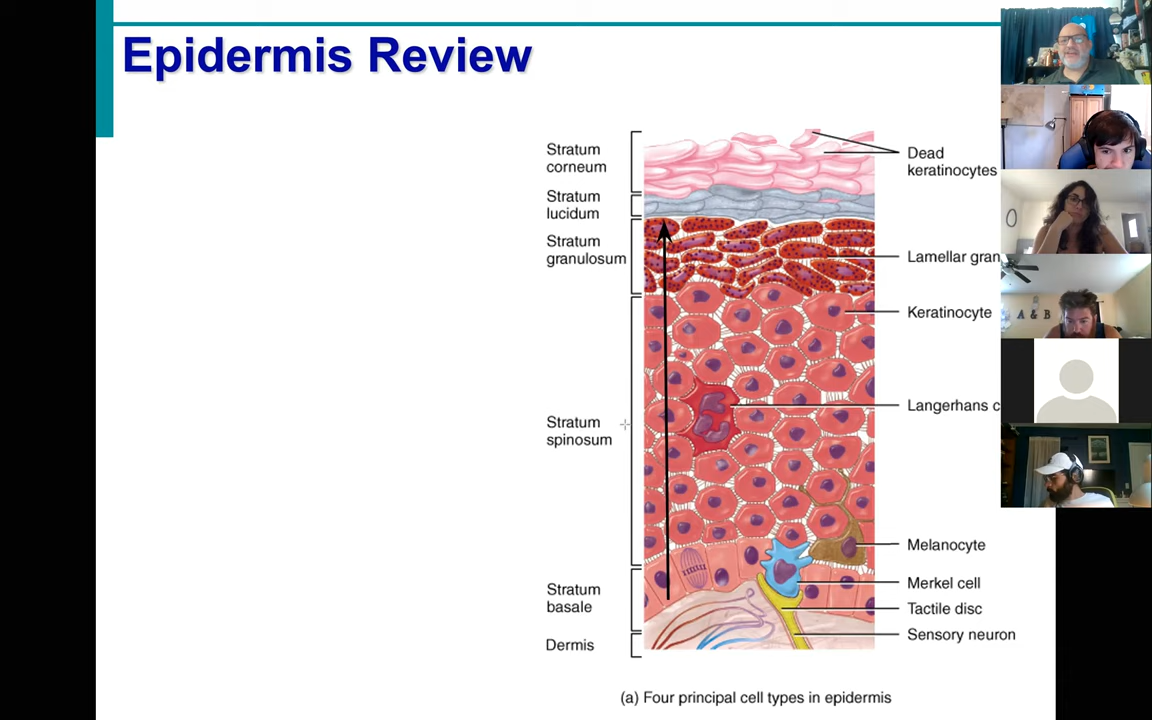 Epidermis Review
Stratum
corneum
Stratum
lucidum
Stratum
granulosum
Stratum
spinosum
Stratum
basale
Dermis
Dead
keratinocytes
Lamellar gran
Keratinocyte
Langerhans c
Melanocyte
Merkel cell
Tactile disc
Sensory neuron
(a) Four principal cell types in epidermis
A & B